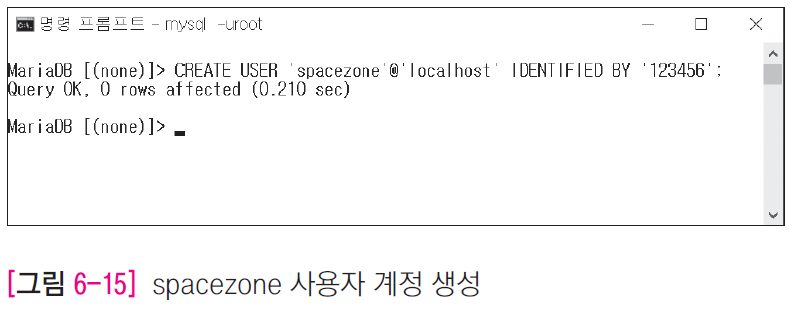 명령 프롬프트 - mysql -uroot
MariaDB [(none)]> CREATE USER 'spacezone'@'localhost' IDENTIFIED BY '123456';
Query OK, 0 rows affected (0.210 sec)
MariaDB [(none)]>
[그림 6-15] spacezone 사용자 계정 생성